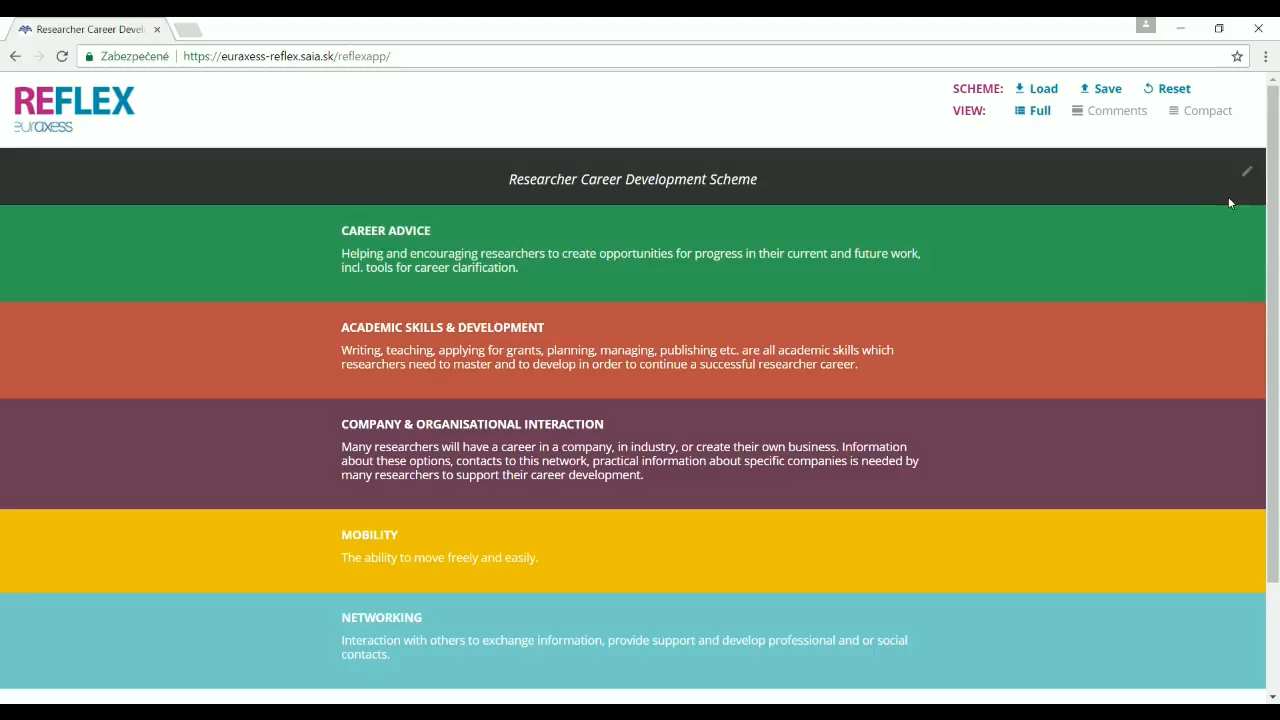 Researcher Career Devel
Zabezpečené
https://euraxess-reflex.saia.sk/reflexapp/
REFLEX
euraxess
SCHEME: Load Save Reset
VIEW: Full Comments Compact
Researcher Career Development Scheme
CAREER ADVICE
Helping and encouraging researchers to create opportunities for progress in their current and future work,
incl. tools for career clarification.
ACADEMIC SKILLS & DEVELOPMENT
Writing, teaching, applying for grants, planning, managing, publishing etc. are all academic skills which
researchers need to master and to develop in order to continue a successful researcher career.
COMPANY & ORGANISATIONAL INTERACTION
Many researchers will have a career in a company, in industry, or create their own business. Information
about these options, contacts to this network, practical information about specific companies is needed by
many researchers to support their career development.
MOBILITY
The ability to move freely and easily.
NETWORKING
Interaction with others to exchange information, provide support and develop professional and or social
contacts.